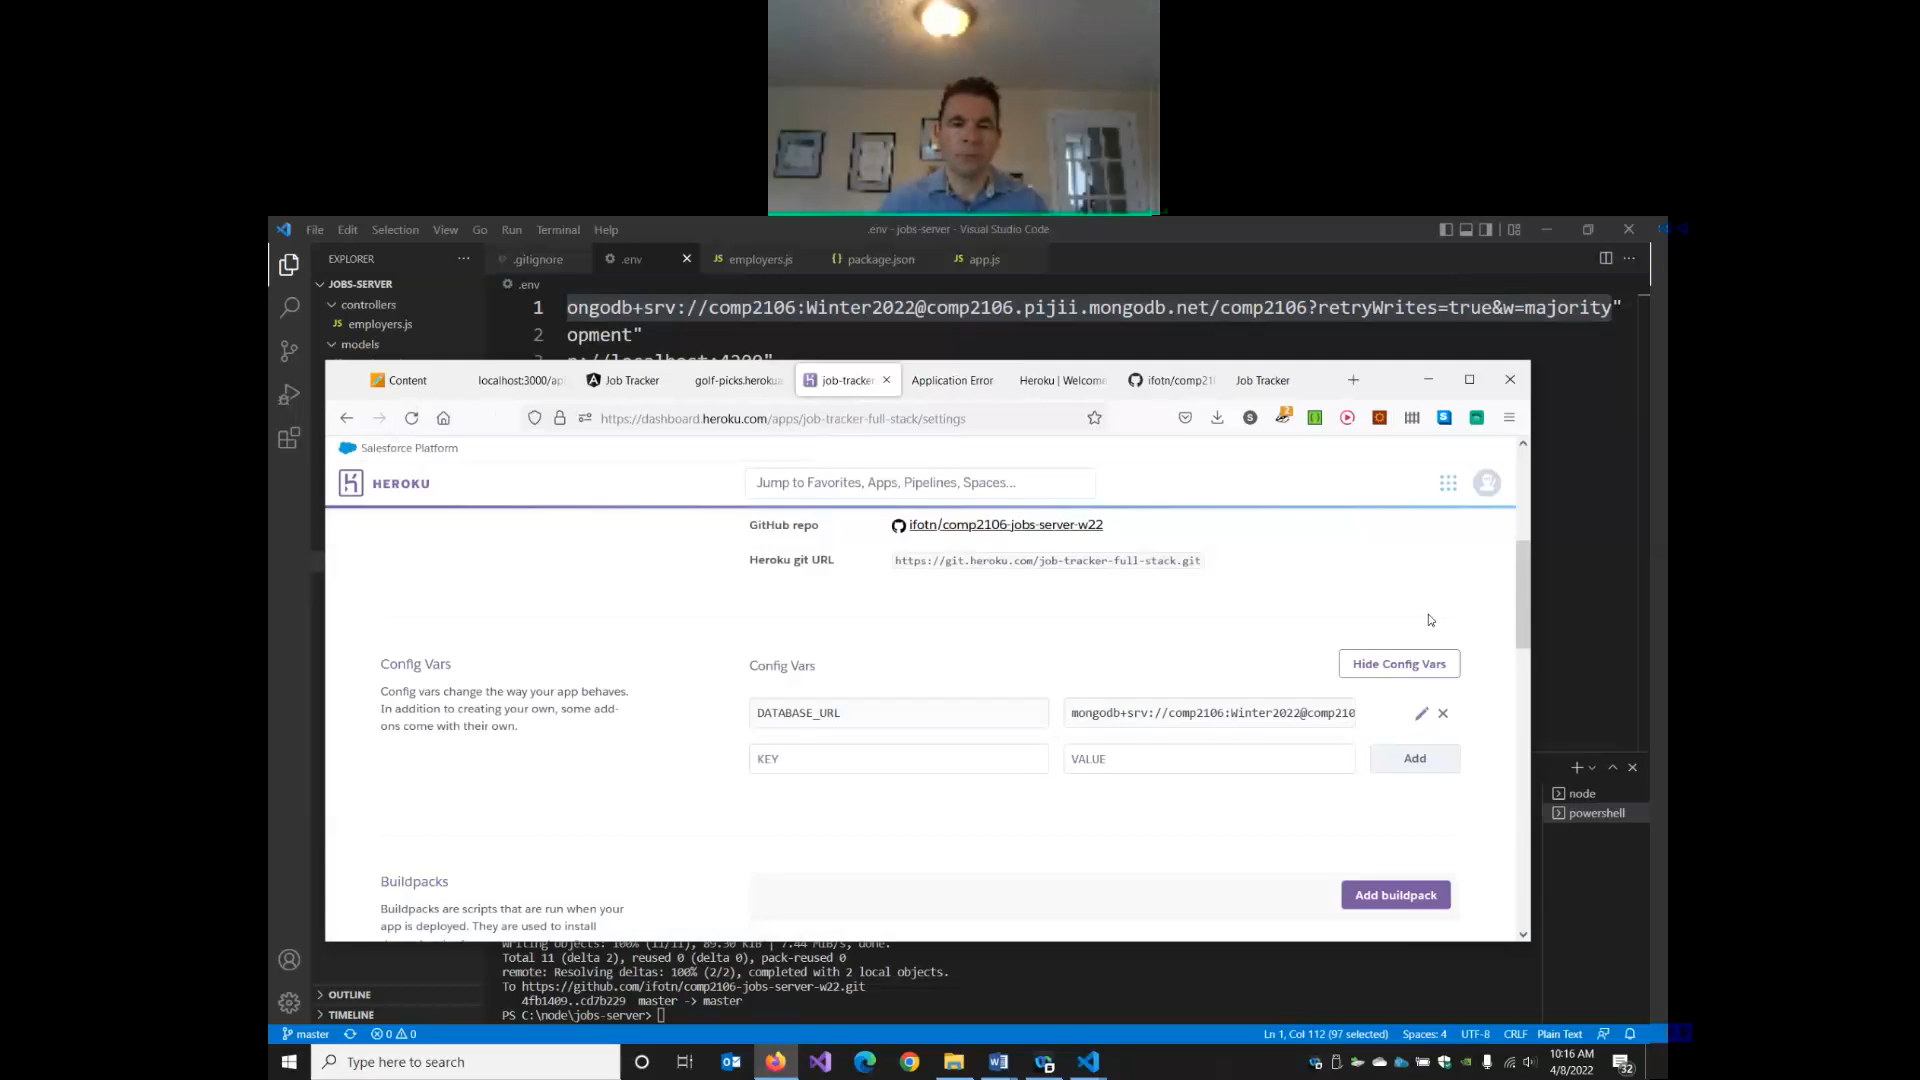 File Edit Selection View Go Run Terminal Help
.env - jobs-server - Visual Studio Code
EXPLORER
.gitignore
.env
JS employers.js
{} package.json
JS app.js
JOBS-SERVER
controllers
JS employers.js
models
.env
1 ongodb+srv://comp2106:Winter2022@comp2106.pijii.mongodb.net/comp2106?retryWrites=true&w=majority"
2 opment"
Content
localhost:3000/api
Job Tracker
golf-picks.heroku
job-tracker
Application Error
Heroku | Welcome
ifotn/comp21
Job Tracker
https://dashboard.heroku.com/apps/job-tracker-full-stack/settings
Salesforce Platform
HEROKU
Jump to Favorites, Apps, Pipelines, Spaces...
GitHub repo
ifotn/comp2106-jobs-server-w22
Heroku git URL
https://git.heroku.com/job-tracker-full-stack.git
Config Vars
Config vars change the way your app behaves.
In addition to creating your own, some add-
ons come with their own.
Config Vars
Hide Config Vars
DATABASE_URL
mongodb+srv://comp2106:Winter2022@comp210
KEY
VALUE
Add
Buildpacks
Buildpacks are scripts that are run when your
app is deployed. They are used to install
Add buildpack
node
powershell
Total 11 (delta 2), reused 0 (delta 0), pack-reused 0
remote: Resolving deltas: 100% (2/2), completed with 2 local objects.
To https://github.com/ifotn/comp2106-jobs-server-w22.git
4fb1409..cd7b229 master -> master
PS C:\node\jobs-server>
OUTLINE
TIMELINE
master
0
0
Ln 1, Col 112 (97 selected)
Spaces: 4
UTF-8
CRLF
Plain Text
Type here to search
10:16 AM
4/8/2022
32